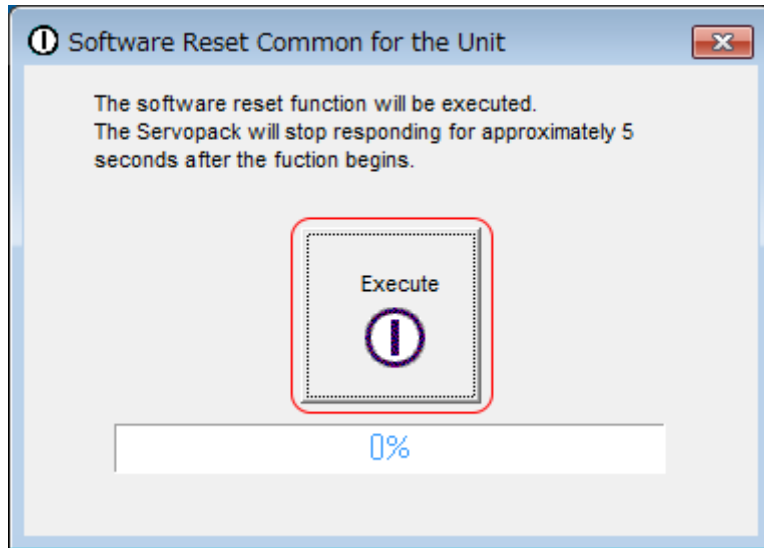 Software Reset Common for the Unit
The software reset function will be executed.
The Servopack will stop responding for approximately 5
seconds after the fuction begins.
Execute
0%